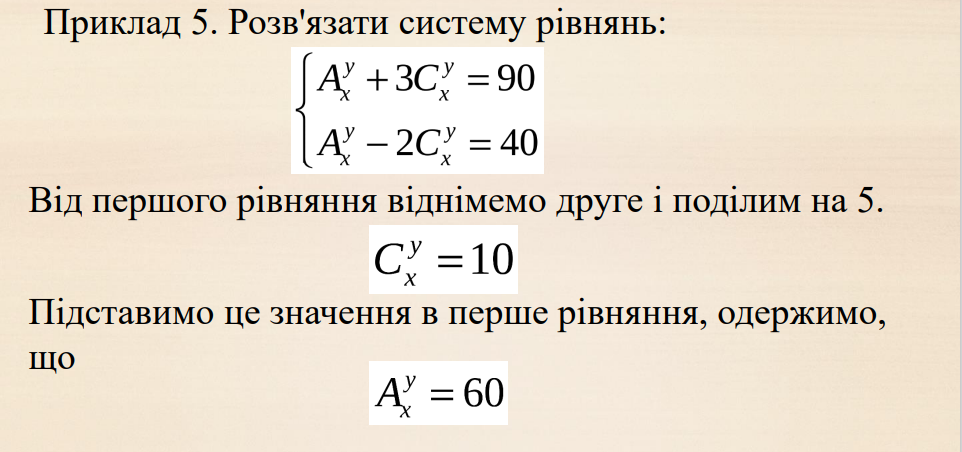 Приклад 5. Розв'язати систему рівнянь:
A_x^y + 3C_x^y = 90
A_x^y − 2C_x^y = 40
Від першого рівняння віднімемо друге і поділим на 5.
C_x^y = 10
Підставимо це значення в перше рівняння, одержимо,
що
A_x^y = 60